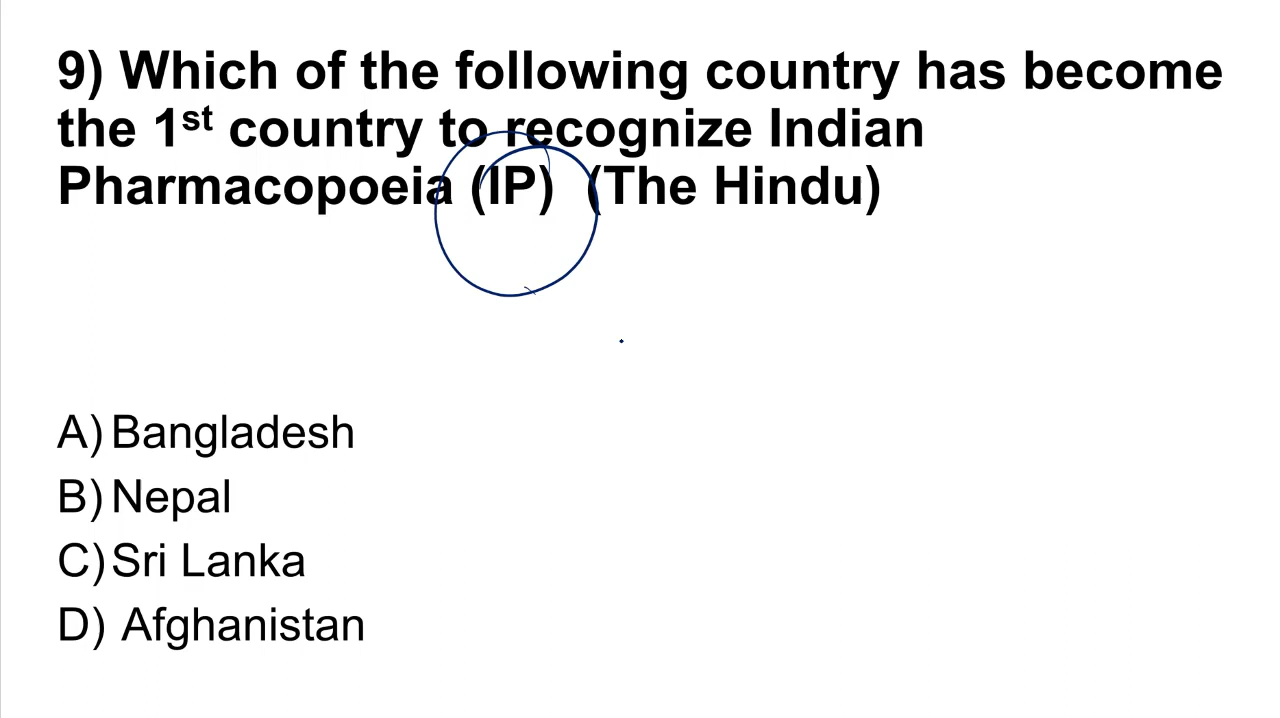 9) Which of the following country has become
the 1st country to recognize Indian
Pharmacopoeia (IP) (The Hindu)
A) Bangladesh
B) Nepal
C) Sri Lanka
D) Afghanistan